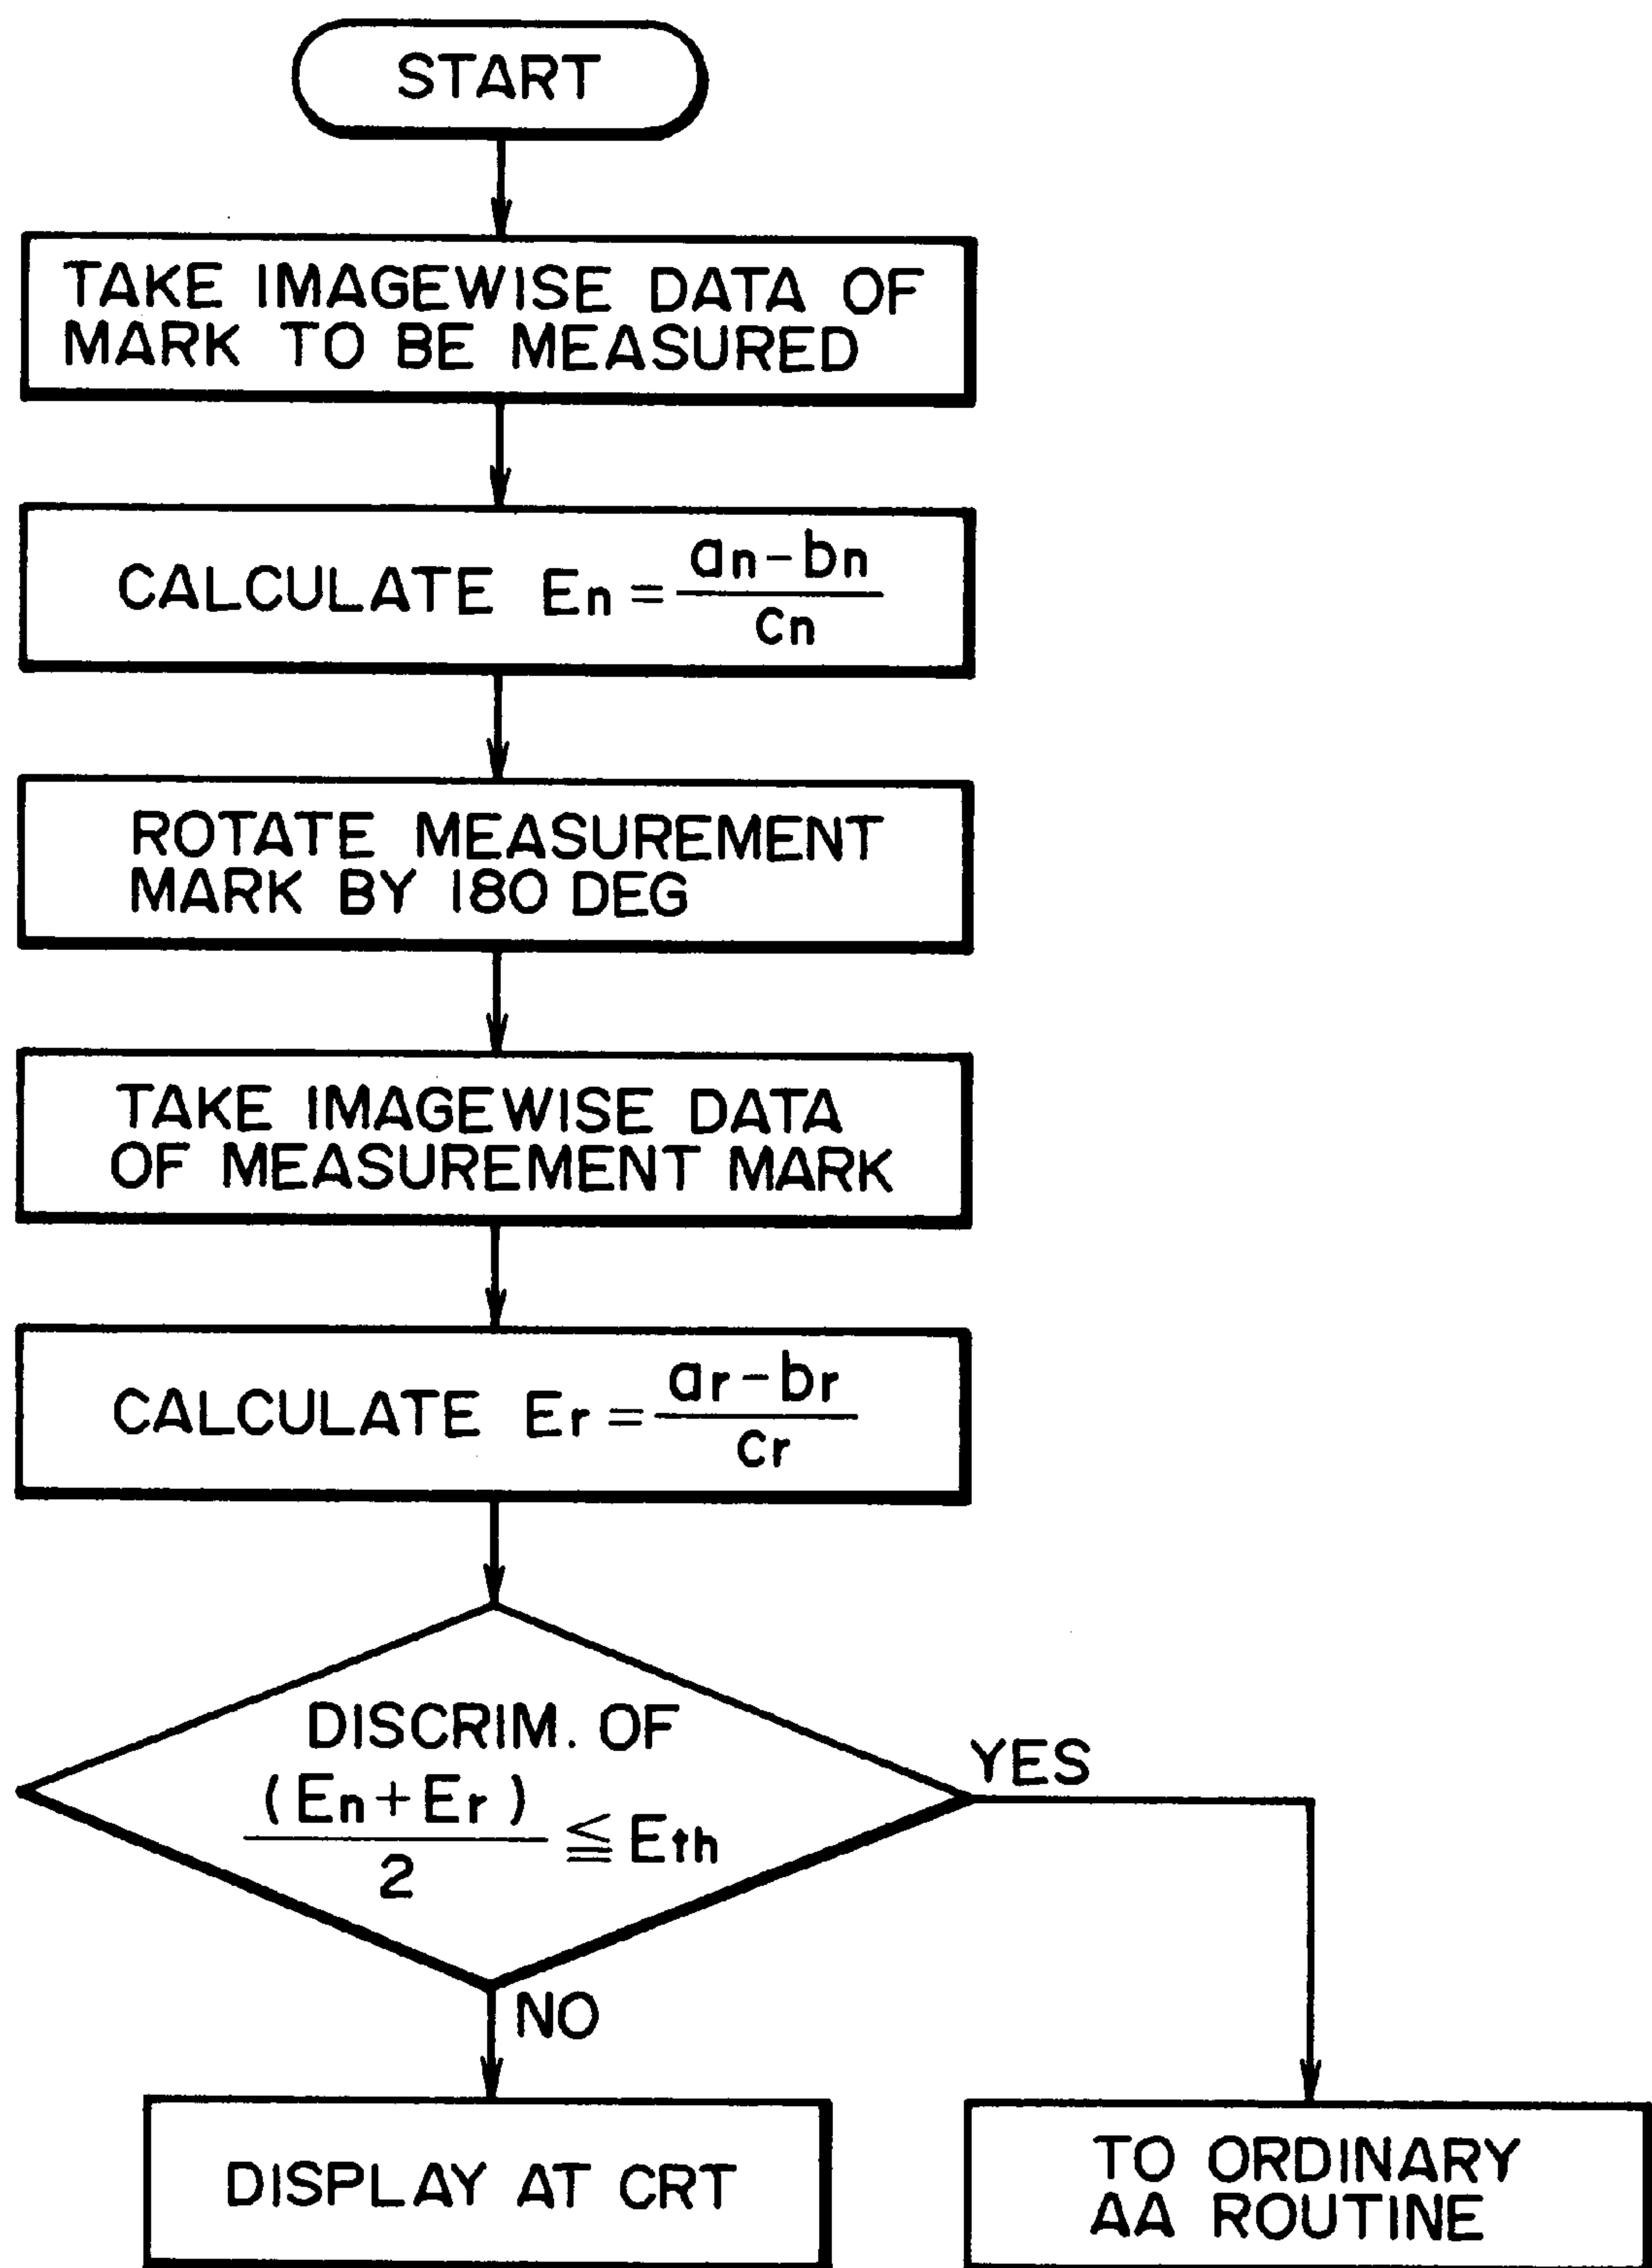 START
TAKE IMAGEWISE DATA OF
MARK TO BE MEASURED
CALCULATE En = an-bn / cn
ROTATE MEASUREMENT
MARK BY 180 DEG
TAKE IMAGEWISE DATA
OF MEASUREMENT MARK
CALCULATE Er = ar-br / cr
DISCRIM. OF
(En+Er) / 2 ≦ Eth
YES
NO
DISPLAY AT CRT
TO ORDINARY
AA ROUTINE